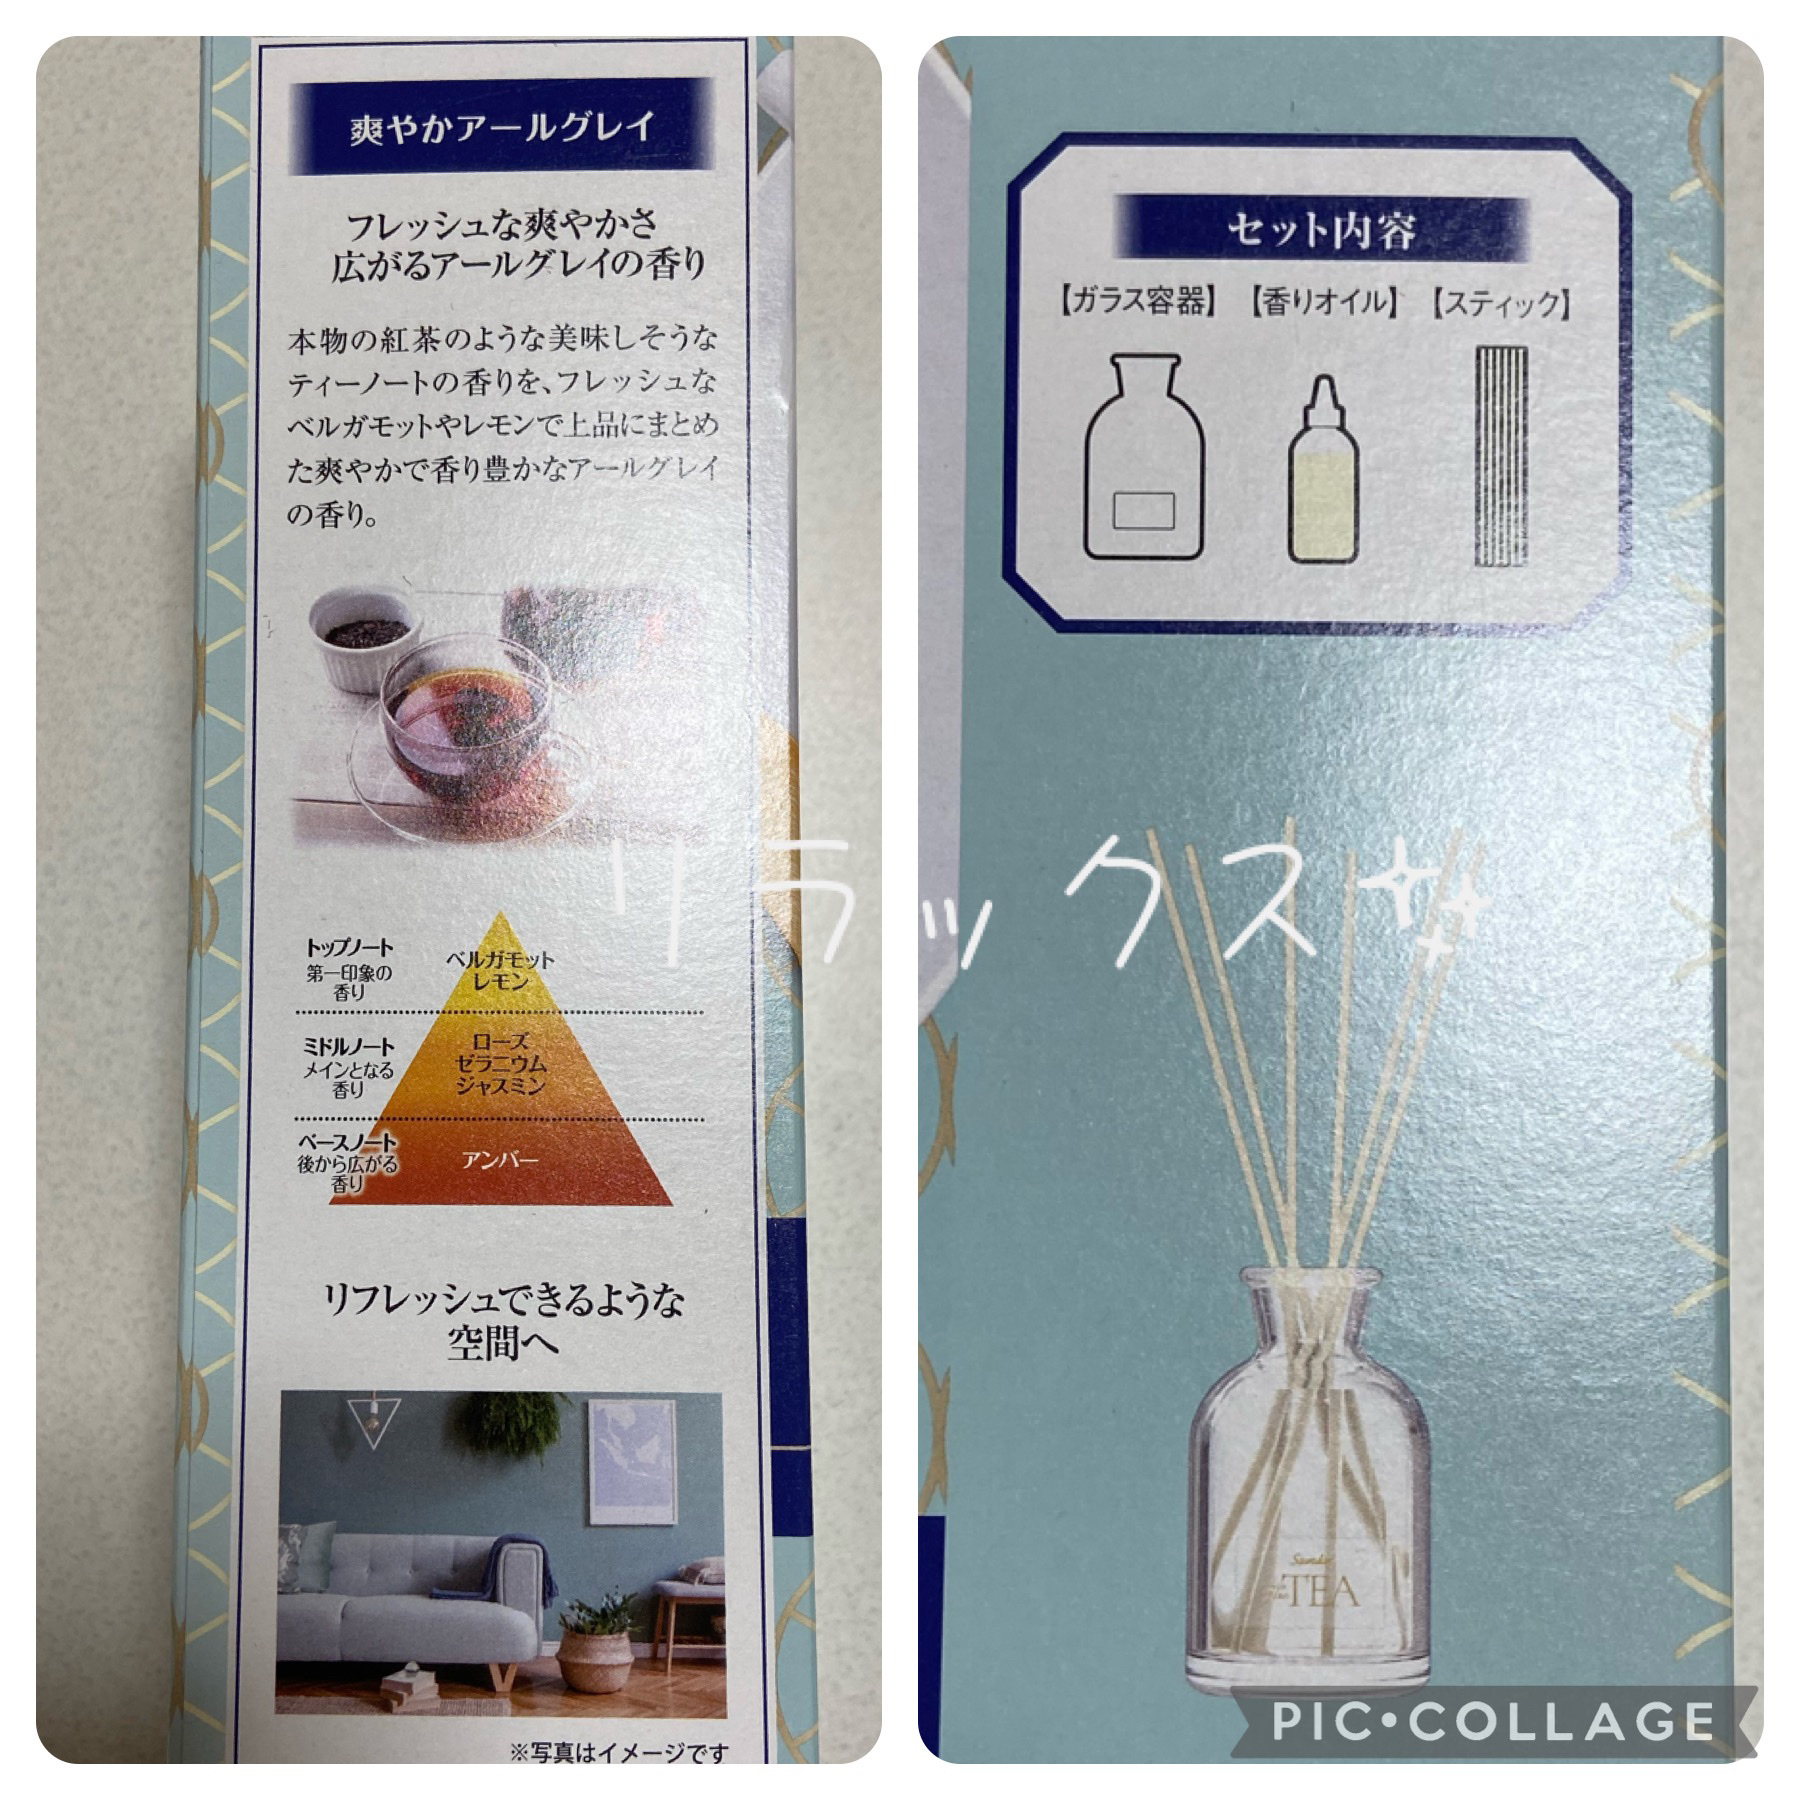 爽やかアールグレイ
フレッシュな爽やかさ
広がるアールグレイの香り
本物の紅茶のような美味しそうな
ティーノートの香りを、フレッシュな
ベルガモットやレモンで上品にまとめ
た爽やかで香り豊かなアールグレイ
の香り。
トップノート
第一印象の
香り
ベルガモット
レモン
ミドルノート
メインとなる
香り
ローズ
ゼラニウム
ジャスミン
ベースノート
後から広がる
香り
アンバー
リフレッシュできるような
空間へ
※写真はイメージです
リラックス
セット内容
【ガラス容器】 【香りオイル】 【スティック】
TEA
PIC•COLLAGE